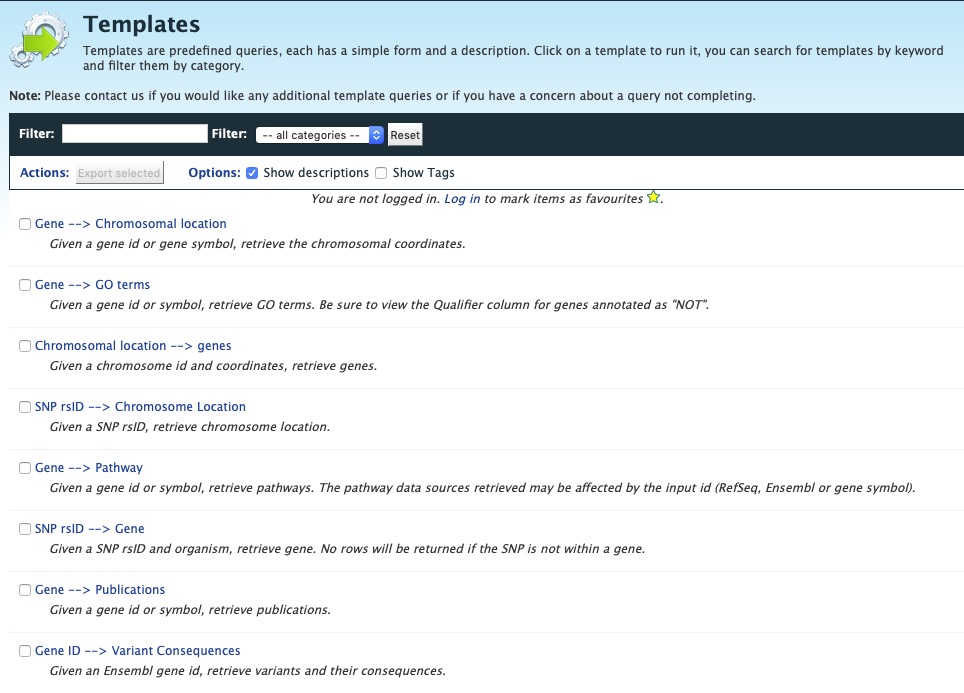 Templates
Templates are predefined queries, each has a simple form and a description. Click on a template to run it, you can search for templates by keyword
and filter them by category.
Note: Please contact us if you would like any additional template queries or if you have a concern about a query not completing.
Filter: Filter: -- all categories -- Reset
Actions: Export selected Options: Show descriptions Show Tags
You are not logged in. Log in to mark items as favourites .
Gene --> Chromosomal location
Given a gene id or gene symbol, retrieve the chromosomal coordinates.
Gene --> GO terms
Given a gene id or symbol, retrieve GO terms. Be sure to view the Qualifier column for genes annotated as "NOT".
Chromosomal location --> genes
Given a chromosome id and coordinates, retrieve genes.
SNP rsID --> Chromosome Location
Given a SNP rsID, retrieve chromosome location.
Gene --> Pathway
Given a gene id or symbol, retrieve pathways. The pathway data sources retrieved may be affected by the input id (RefSeq, Ensembl or gene symbol).
SNP rsID --> Gene
Given a SNP rsID and organism, retrieve gene. No rows will be returned if the SNP is not within a gene.
Gene --> Publications
Given a gene id or symbol, retrieve publications.
Gene ID --> Variant Consequences
Given an Ensembl gene id, retrieve variants and their consequences.